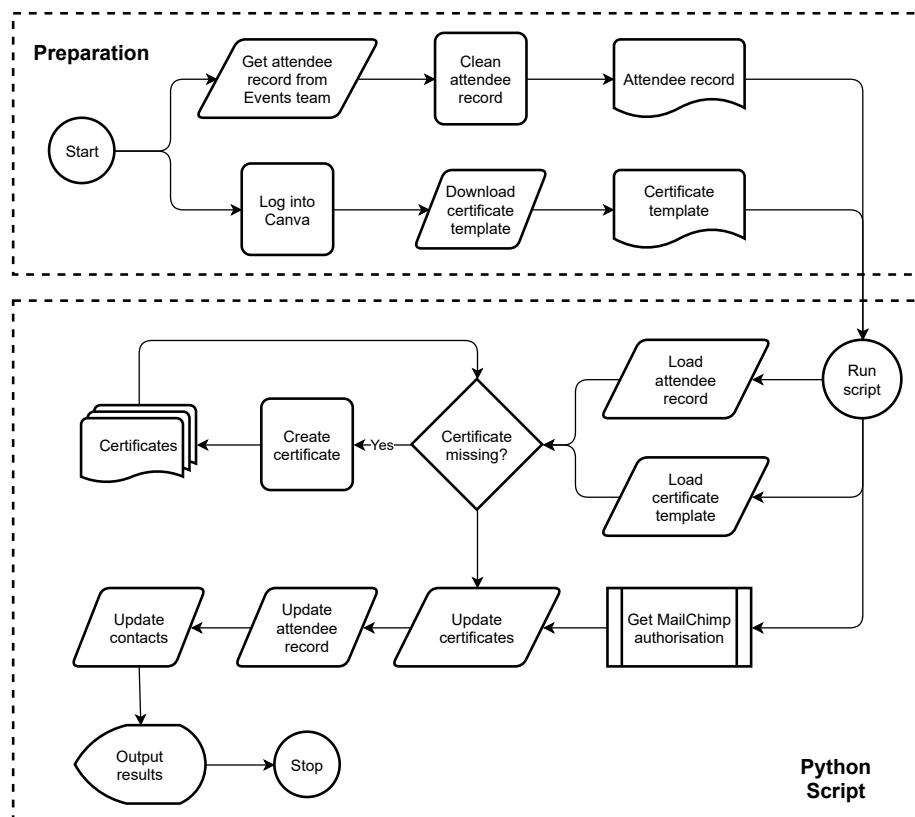 Preparation
Get attendee
record from
Events team
Clean
attendee
record
Attendee record
Start
Log into
Canva
Download
certificate
template
Certificate
template
Load
attendee
record
Run
script
Certificates
Create
certificate
Yes
Certificate
missing?
Load
certificate
template
Update
contacts
Update
attendee
record
Update
certificates
Get MailChimp
authorisation
Output
results
Stop
Python
Script